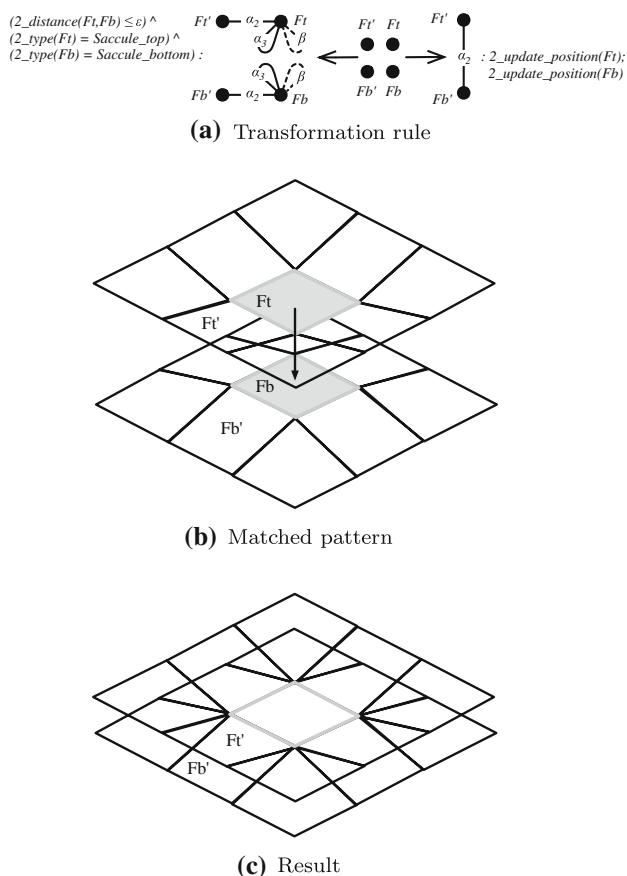 (2_distance(Ft,Fb) ≤ ε) ^
(2_type(Ft) = Saccule_top) ^
(2_type(Fb) = Saccule_bottom) :
Ft' α2 Ft
α3 β
α3 β
Fb' α2 Fb
Ft' Ft
Fb' Fb
Ft'
α2 : 2_update_position(Ft);
2_update_position(Fb)
Fb'
(a) Transformation rule
Ft
Ft'
Fb
Fb'
(b) Matched pattern
Ft'
Fb'
(c) Result